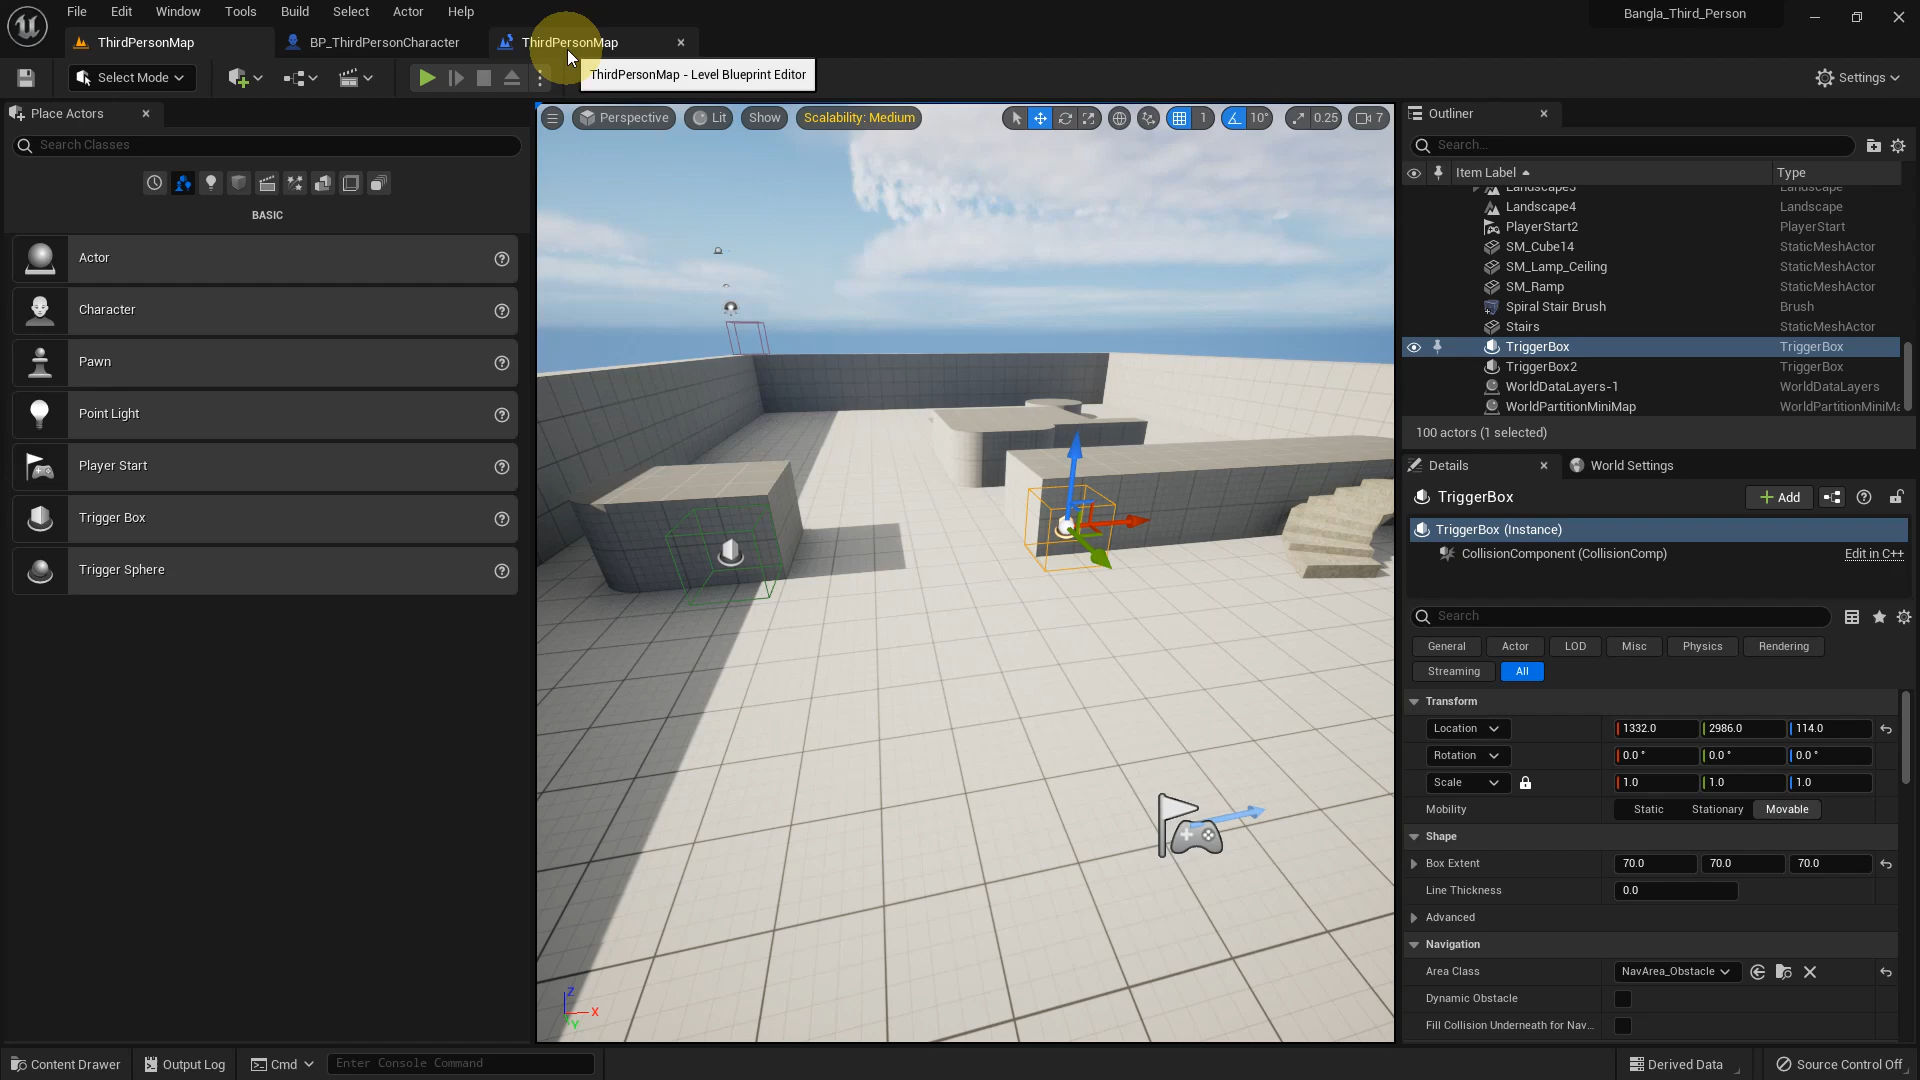 File Edit Window Tools Build Select Actor Help
Bangla_Third_Person
ThirdPersonMap BP_ThirdPersonCharacter ThirdPersonMap
Select Mode
ThirdPersonMap - Level Blueprint Editor
Settings
Place Actors
Search Classes
BASIC
Actor
Character
Pawn
Point Light
Player Start
Trigger Box
Trigger Sphere
Perspective Lit Show Scalability: Medium 1 10° 0.25 7
Z
X
Y
Outliner
Search...
Item Label Type
Landscape3 Landscape
Landscape4 Landscape
PlayerStart2 PlayerStart
SM_Cube14 StaticMeshActor
SM_Lamp_Ceiling StaticMeshActor
SM_Ramp StaticMeshActor
Spiral Stair Brush Brush
Stairs StaticMeshActor
TriggerBox TriggerBox
TriggerBox2 TriggerBox
WorldDataLayers-1 WorldDataLayers
WorldPartitionMiniMap WorldPartitionMiniMa
100 actors (1 selected)
Details World Settings
TriggerBox Add
TriggerBox (Instance)
CollisionComponent (CollisionComp) Edit in C++
Search
General Actor LOD Misc Physics Rendering
Streaming All
Transform
Location 1332.0 2986.0 114.0
Rotation 0.0 ° 0.0 ° 0.0 °
Scale 1.0 1.0 1.0
Mobility Static Stationary Movable
Shape
Box Extent 70.0 70.0 70.0
Line Thickness 0.0
Advanced
Navigation
Area Class NavArea_Obstacle
Dynamic Obstacle
Fill Collision Underneath for Nav...
Content Drawer Output Log Cmd Enter Console Command Derived Data Source Control Off